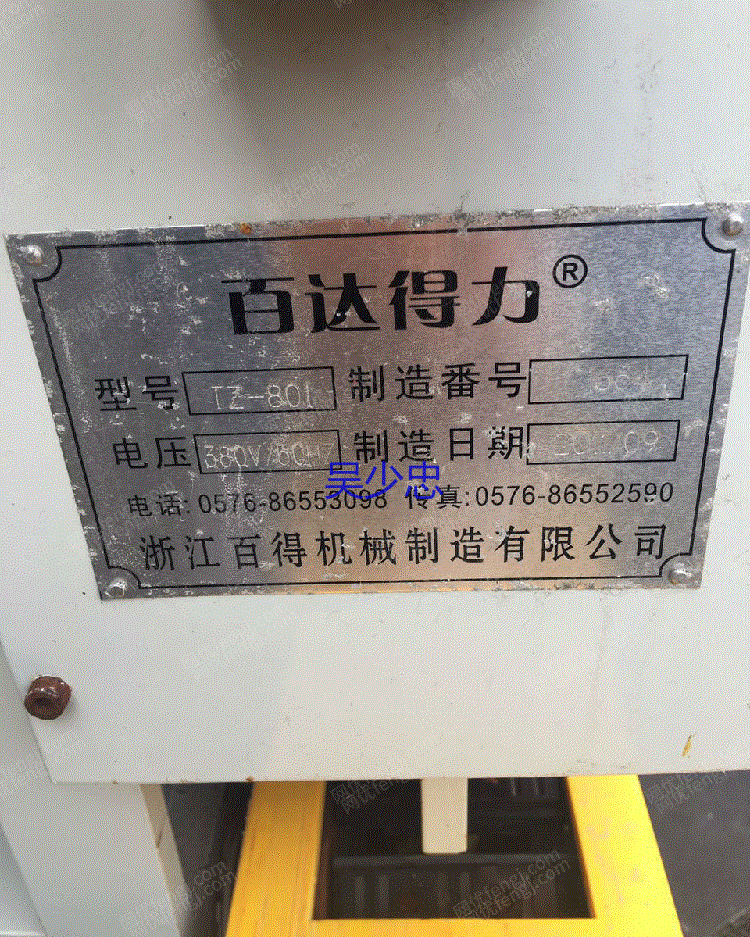 百达得力®
型号 TZ-801 制造番号
电压 380V/60HZ 制造日期
电话: 0576-86553098 传真:0576-86552590
吴少忠
浙江百得机械制造有限公司